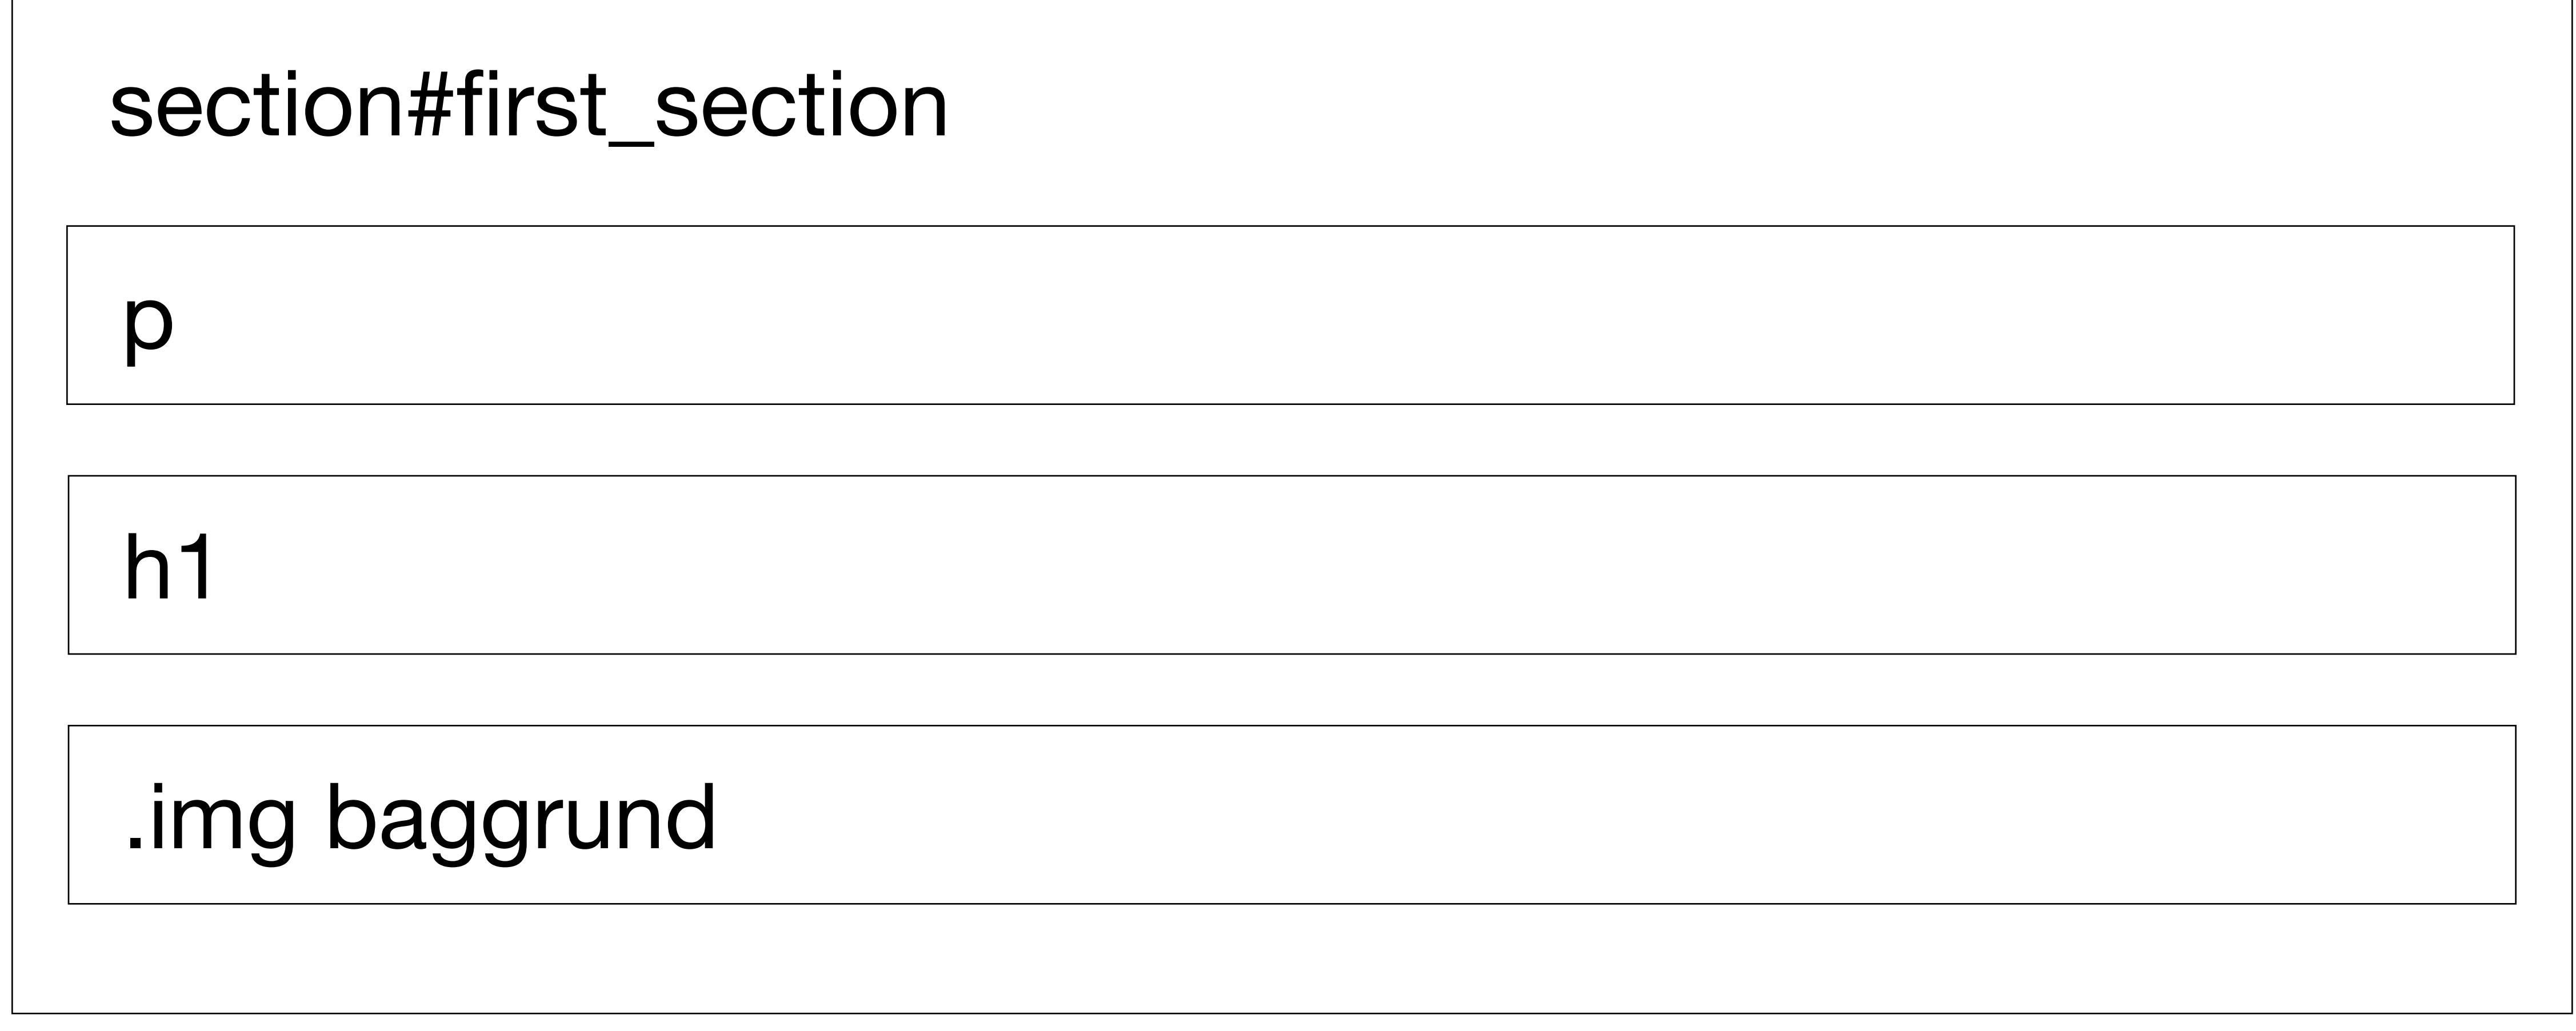 section#first_section
p
h1
.img baggrund